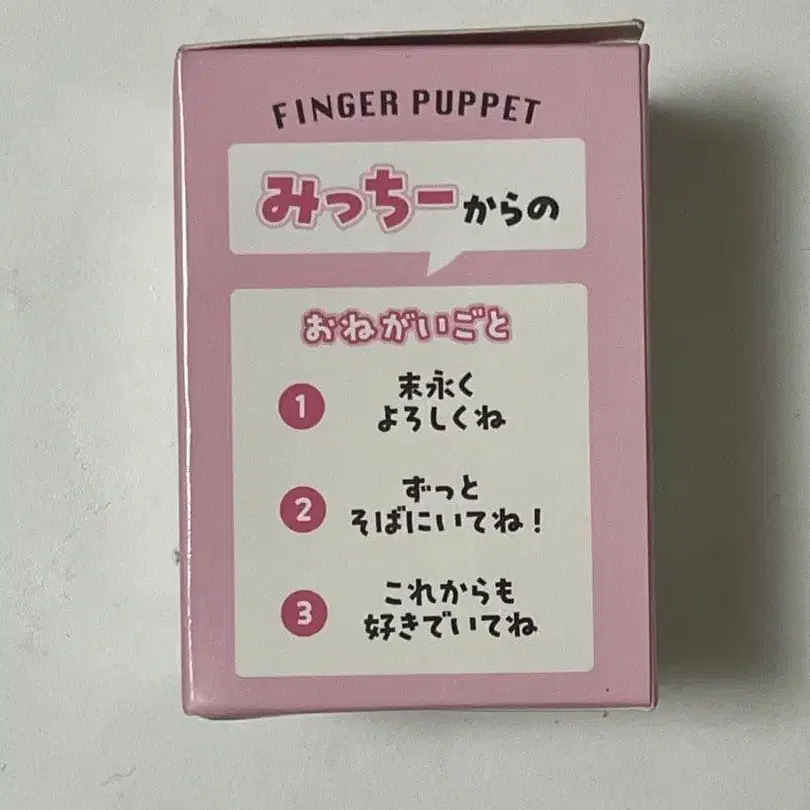 FINGER PUPPET
みっちーからの
おねがいごと
1 末永く
よろしくね
2 ずっと
そばにいてね!
3 これからも
好きでいてね